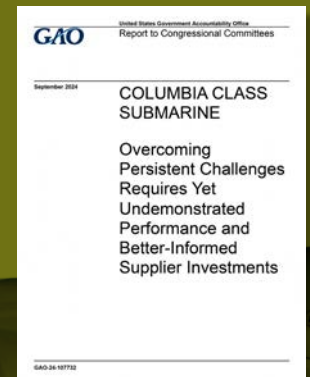 GAO
United States Government Accountability Office
Report to Congressional Committees
September 2024
COLUMBIA CLASS
SUBMARINE
Overcoming
Persistent Challenges
Requires Yet
Undemonstrated
Performance and
Better-Informed
Supplier Investments
GAO-24-107732